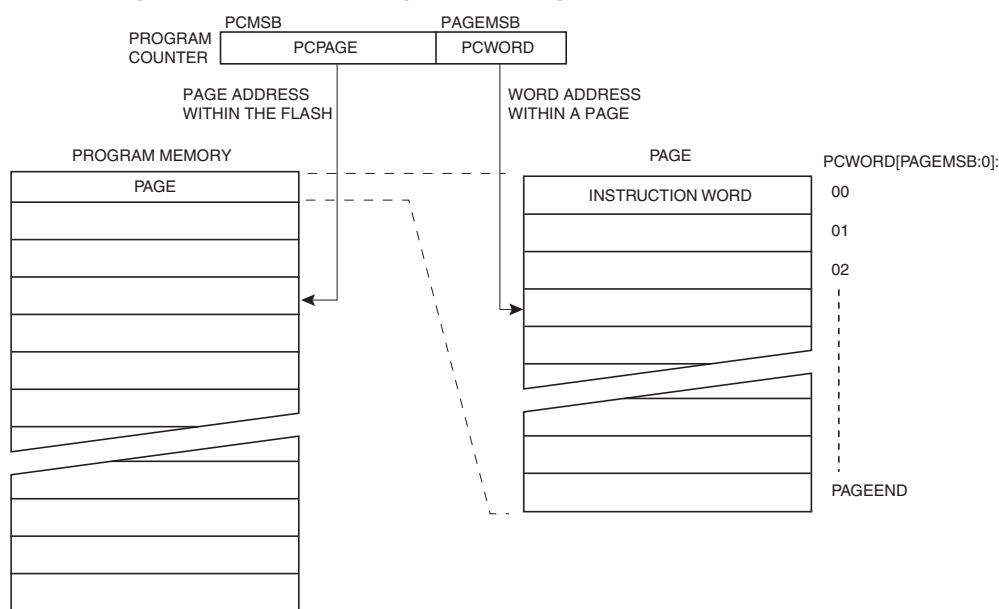 PCMSB
PAGEMSB
PROGRAM
COUNTER
PCPAGE
PCWORD
PAGE ADDRESS
WITHIN THE FLASH
WORD ADDRESS
WITHIN A PAGE
PROGRAM MEMORY
PAGE
PAGE
INSTRUCTION WORD
PCWORD[PAGEMSB:0]:
00
01
02
PAGEEND